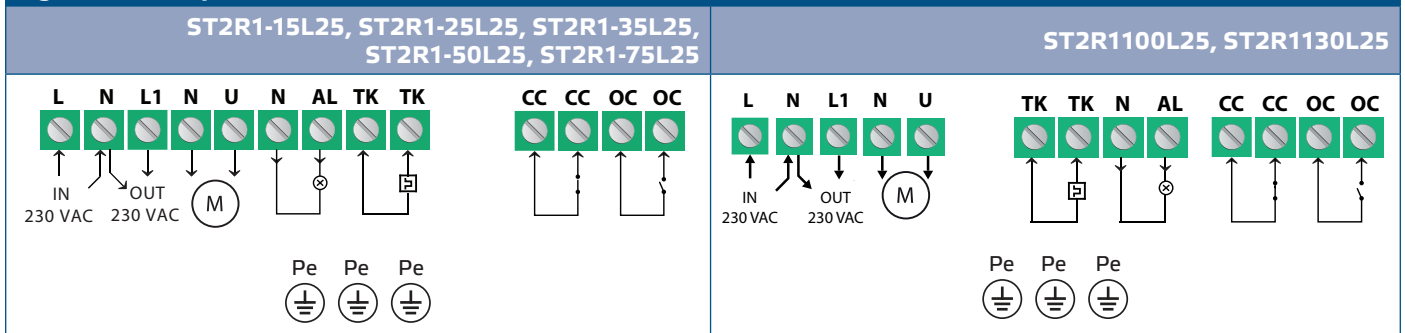 ST2R1-15L25, ST2R1-25L25, ST2R1-35L25,
ST2R1-50L25, ST2R1-75L25
L N L1 N U N AL TK TK CC CC OC OC
IN OUT
230 VAC 230 VAC M
Pe Pe Pe
ST2R1100L25, ST2R1130L25
L N L1 N U TK TK N AL CC CC OC OC
IN OUT
230 VAC 230 VAC M
Pe Pe Pe